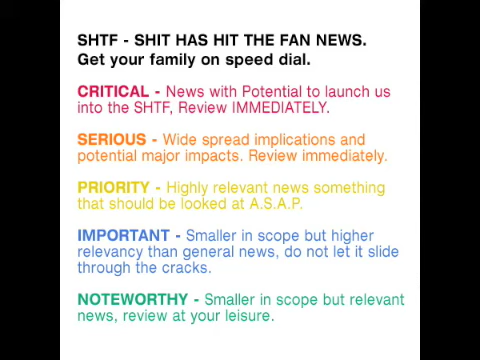 SHTF - SHIT HAS HIT THE FAN NEWS.
Get your family on speed dial.
CRITICAL - News with Potential to launch us
into the SHTF, Review IMMEDIATELY.
SERIOUS - Wide spread implications and
potential major impacts. Review immediately.
PRIORITY - Highly relevant news something
that should be looked at A.S.A.P.
IMPORTANT - Smaller in scope but higher
relevancy than general news, do not let it slide
through the cracks.
NOTEWORTHY - Smaller in scope but relevant
news, review at your leisure.